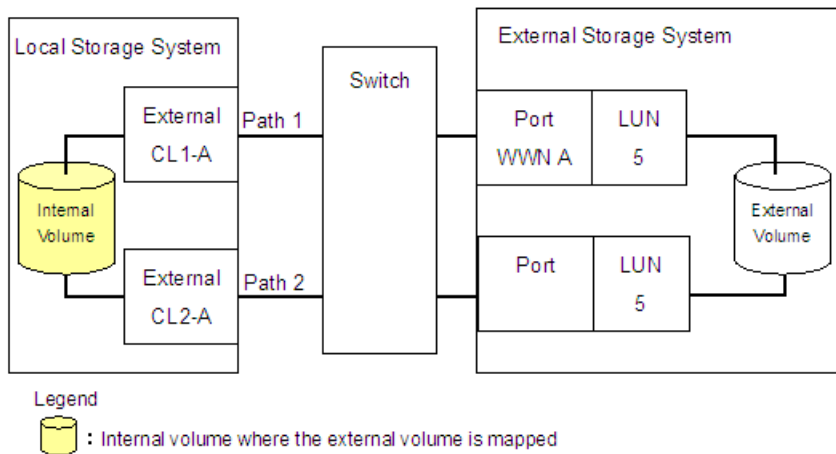 Local Storage System
External Storage System
Switch
External
CL1-A
Path 1
Port
WWN A
LUN
5
Internal
Volume
External
Volume
External
CL2-A
Path 2
Port
LUN
5
Legend
: Internal volume where the external volume is mapped